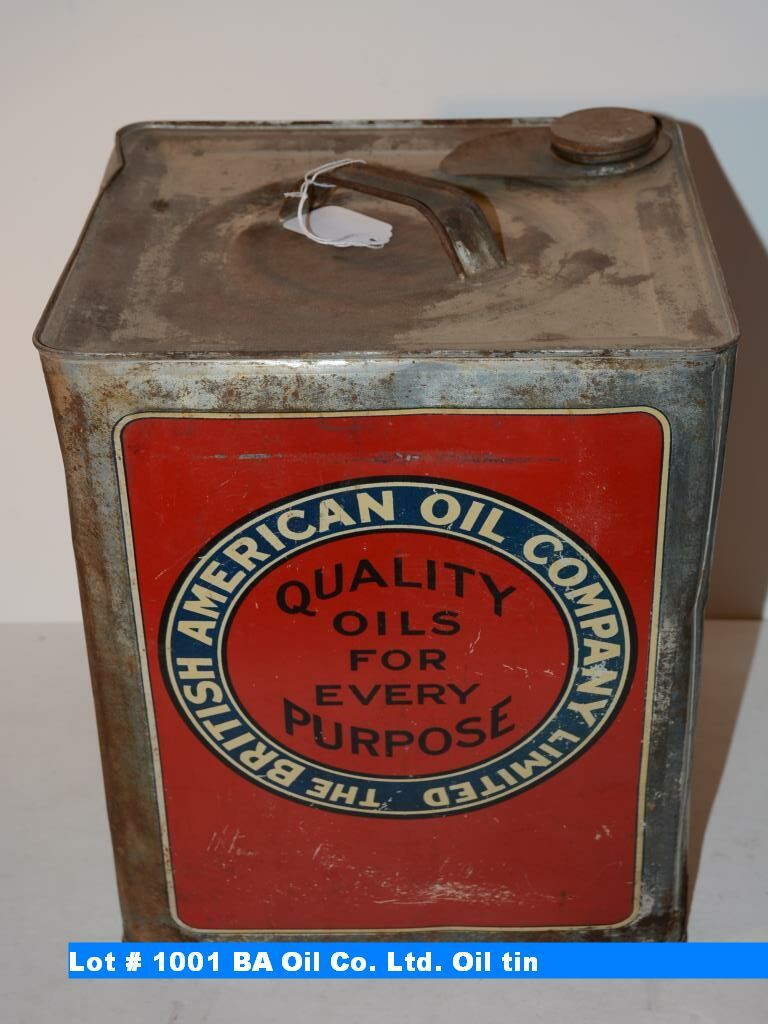 THE BRITISH AMERICAN OIL COMPANY LIMITED
QUALITY
OILS
FOR
EVERY
PURPOSE
Lot # 1001 BA Oil Co. Ltd. Oil tin